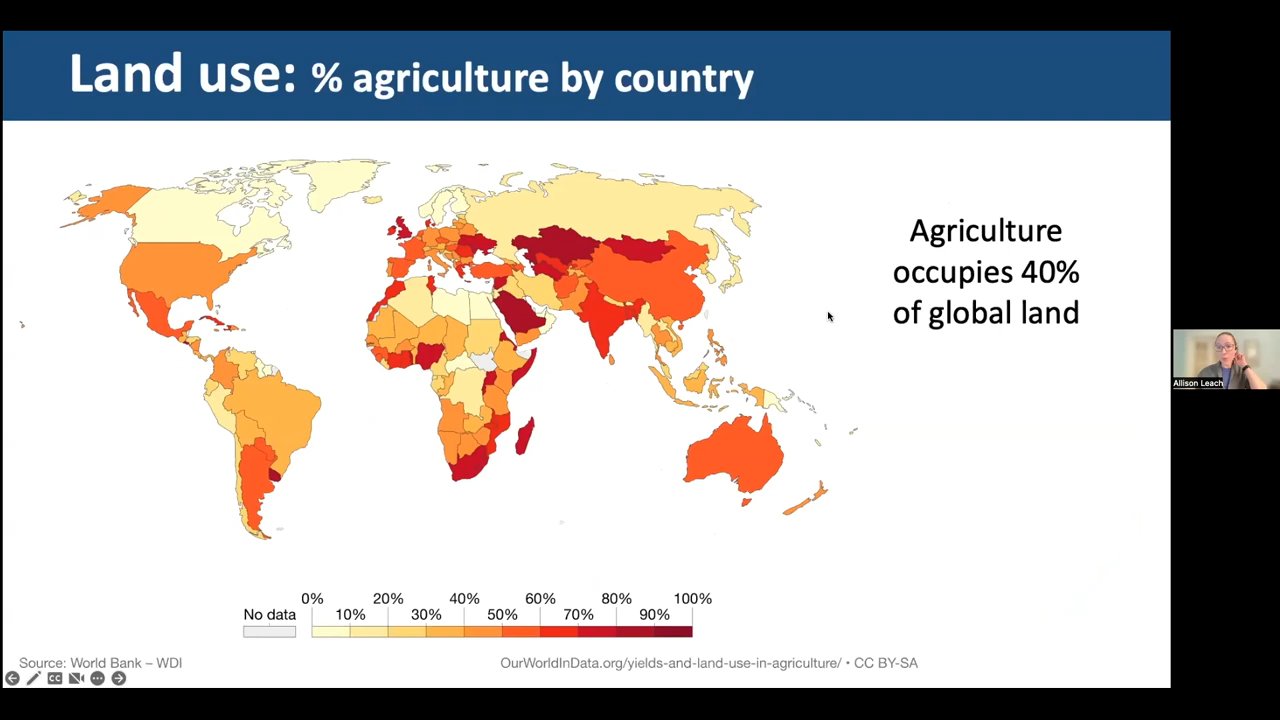 Land use: % agriculture by country
Agriculture
occupies 40%
of global land
Allison Leach
0% 20% 40% 60% 80% 100%
No data 10% 30% 50% 70% 90%
Source: World Bank – WDI
OurWorldInData.org/yields-and-land-use-in-agriculture/ • CC BY-SA
CC